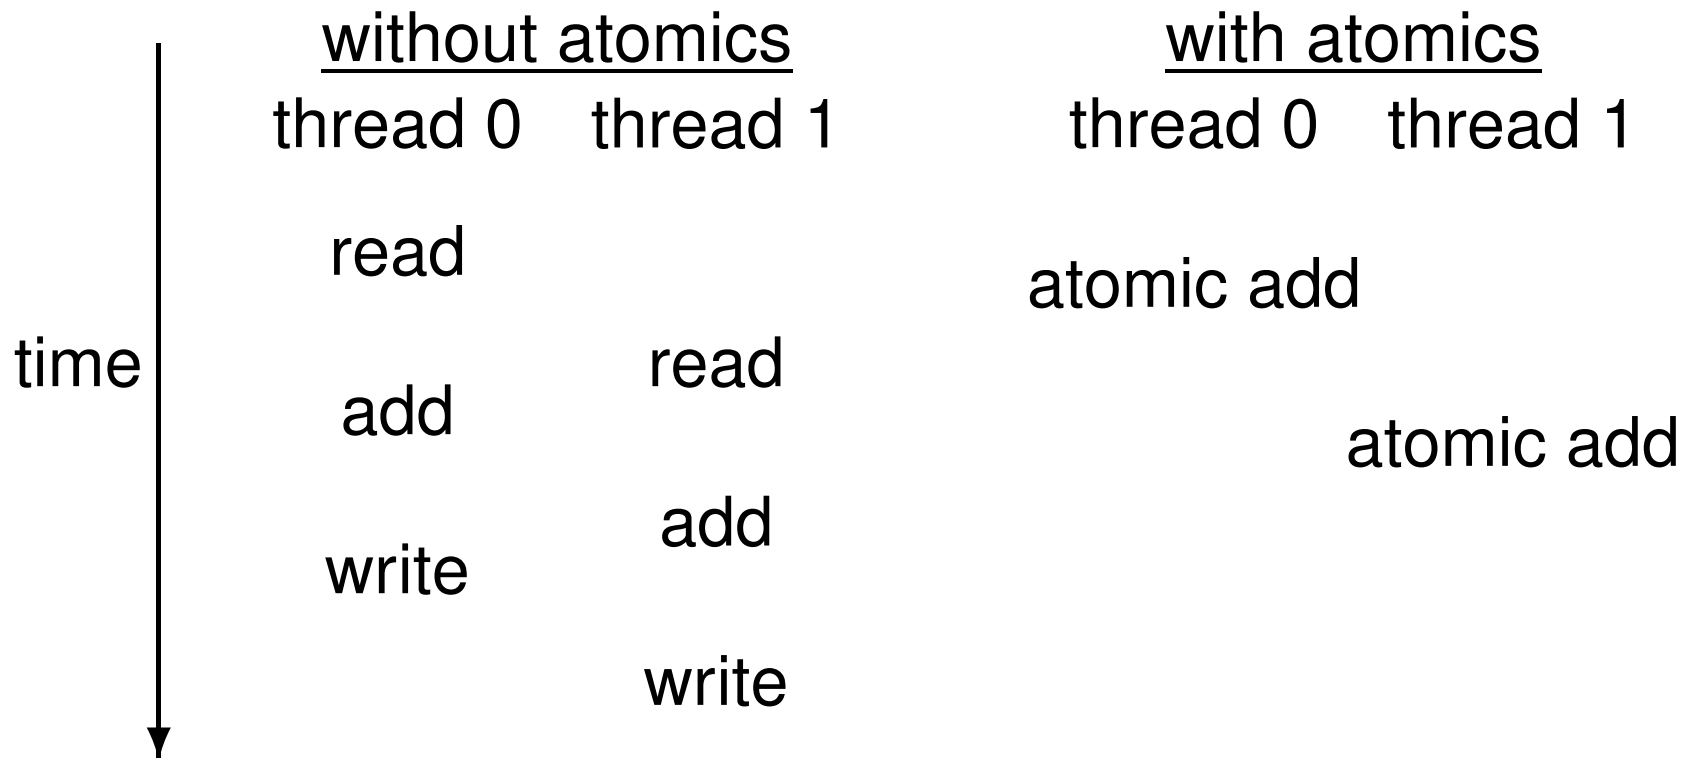 without atomics with atomics
thread 0 thread 1 thread 0 thread 1
read
atomic add
time
read
add
atomic add
add
write
write